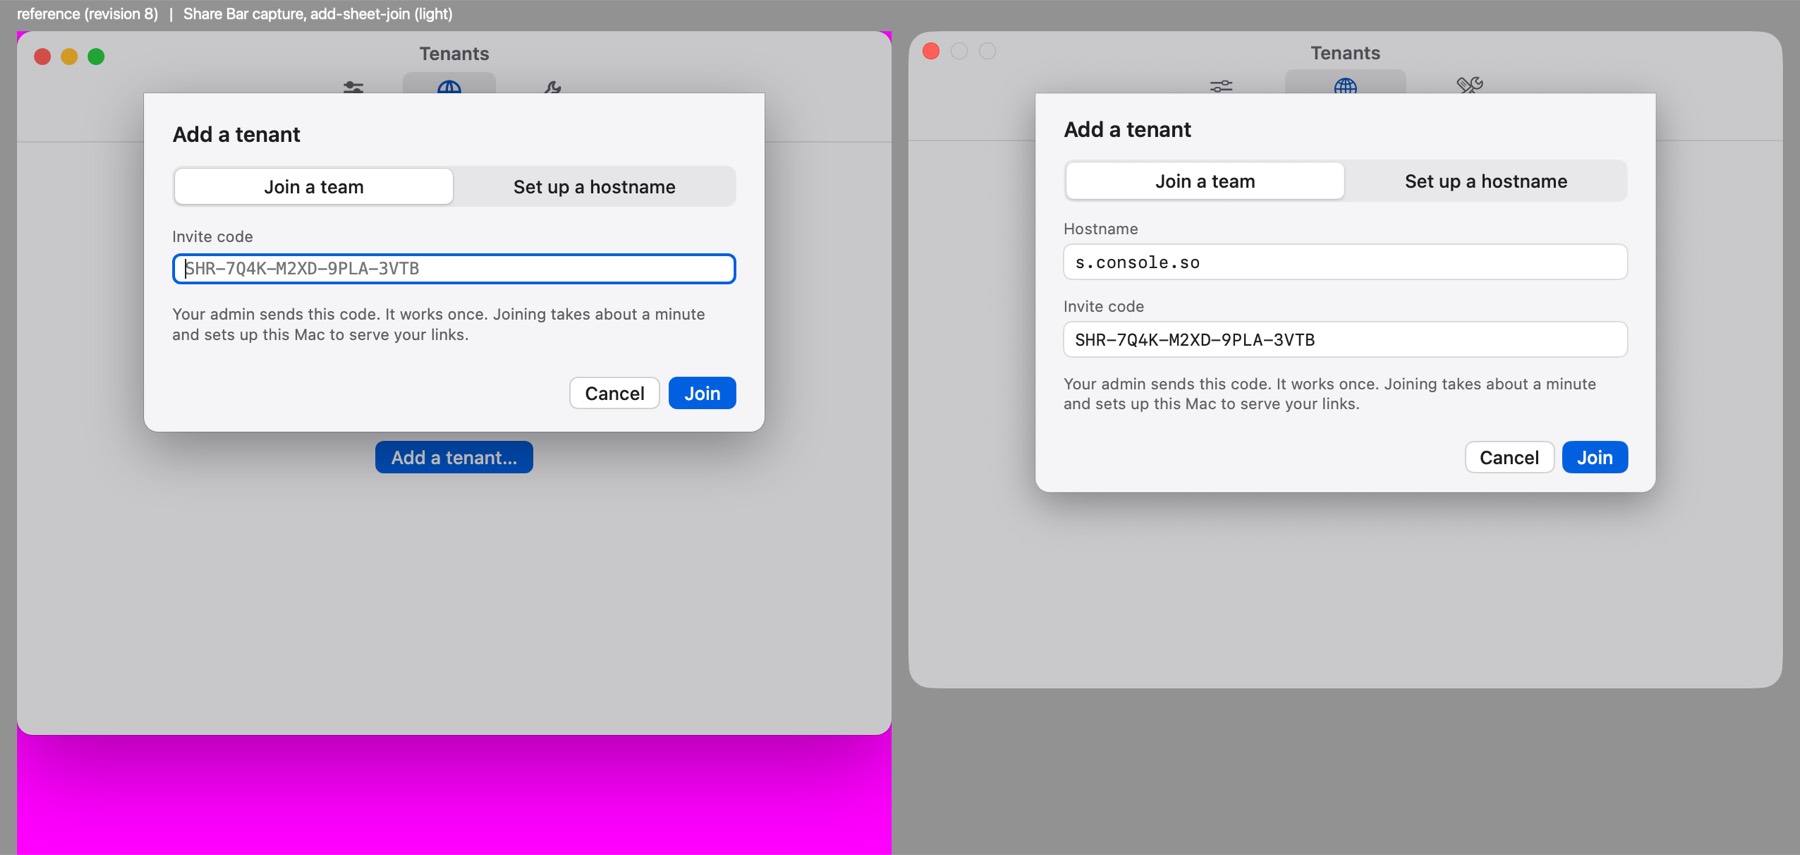 reference (revision 8) | Share Bar capture, add-sheet-join (light)
Tenants
Add a tenant
Join a team
Set up a hostname
Invite code
SHR-7Q4K-M2XD-9PLA-3VTB
Your admin sends this code. It works once. Joining takes about a minute
and sets up this Mac to serve your links.
Cancel
Join
Add a tenant...
Tenants
Add a tenant
Join a team
Set up a hostname
Hostname
s.console.so
Invite code
SHR-7Q4K-M2XD-9PLA-3VTB
Your admin sends this code. It works once. Joining takes about a minute
and sets up this Mac to serve your links.
Cancel
Join